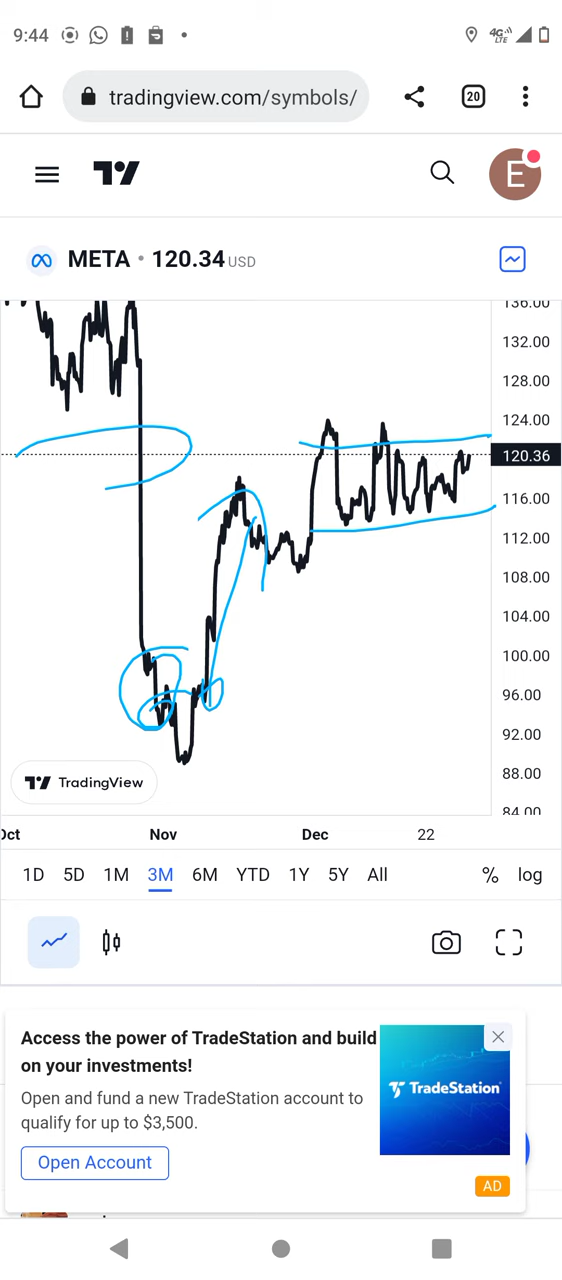 9:44 4G LTE
tradingview.com/symbols/ 20
E
META • 120.34 USD
136.00
132.00
128.00
124.00
120.36
116.00
112.00
108.00
104.00
100.00
96.00
92.00
88.00
84.00
TradingView
Oct Nov Dec 22
1D 5D 1M 3M 6M YTD 1Y 5Y All % log
Access the power of TradeStation and build
on your investments!
Open and fund a new TradeStation account to
qualify for up to $3,500.
Open Account
TradeStation
AD